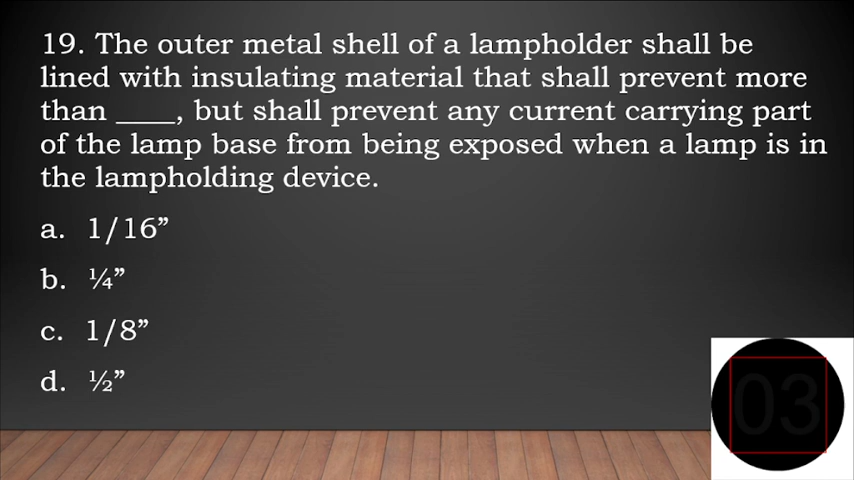 19. The outer metal shell of a lampholder shall be
lined with insulating material that shall prevent more
than ____, but shall prevent any current carrying part
of the lamp base from being exposed when a lamp is in
the lampholding device.
a. 1/16”
b. ¼”
c. 1/8”
d. ½”
03